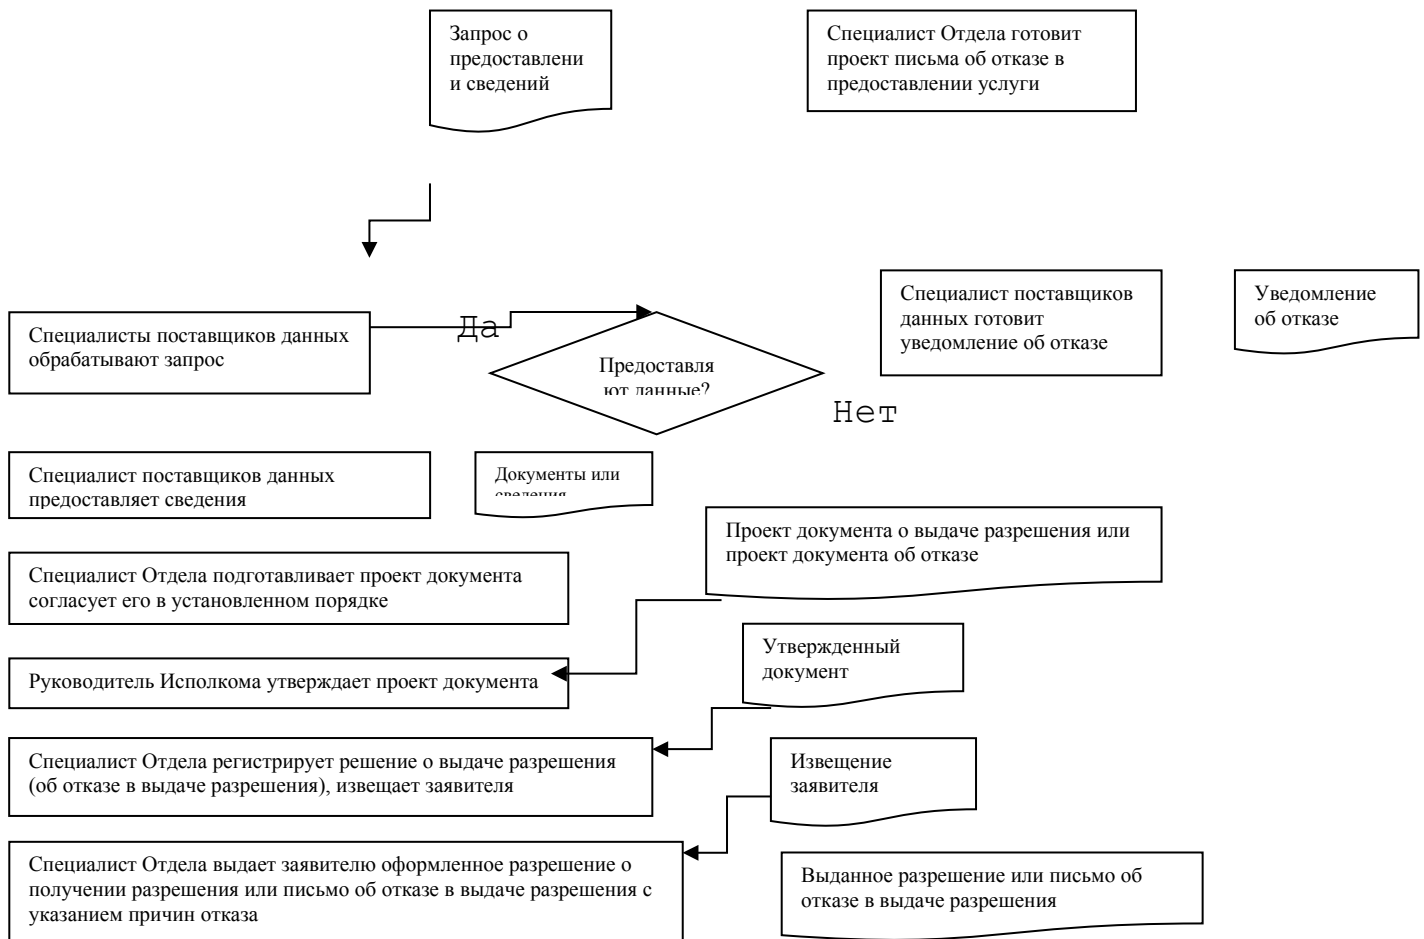 Запрос о
предоставлени
и сведений
Специалист Отдела готовит
проект письма об отказе в
предоставлении услуги
Специалисты поставщиков данных
обрабатывают запрос
Да
Предоставля
ют данные?
Нет
Специалист поставщиков
данных готовит
уведомление об отказе
Уведомление
об отказе
Специалист поставщиков данных
предоставляет сведения
Документы или
сведения
Проект документа о выдаче разрешения или
проект документа об отказе
Специалист Отдела подготавливает проект документа
согласует его в установленном порядке
Утвержденный
документ
Руководитель Исполкома утверждает проект документа
Специалист Отдела регистрирует решение о выдаче разрешения
(об отказе в выдаче разрешения), извещает заявителя
Извещение
заявителя
Специалист Отдела выдает заявителю оформленное разрешение о
получении разрешения или письмо об отказе в выдаче разрешения с
указанием причин отказа
Выданное разрешение или письмо об
отказе в выдаче разрешения